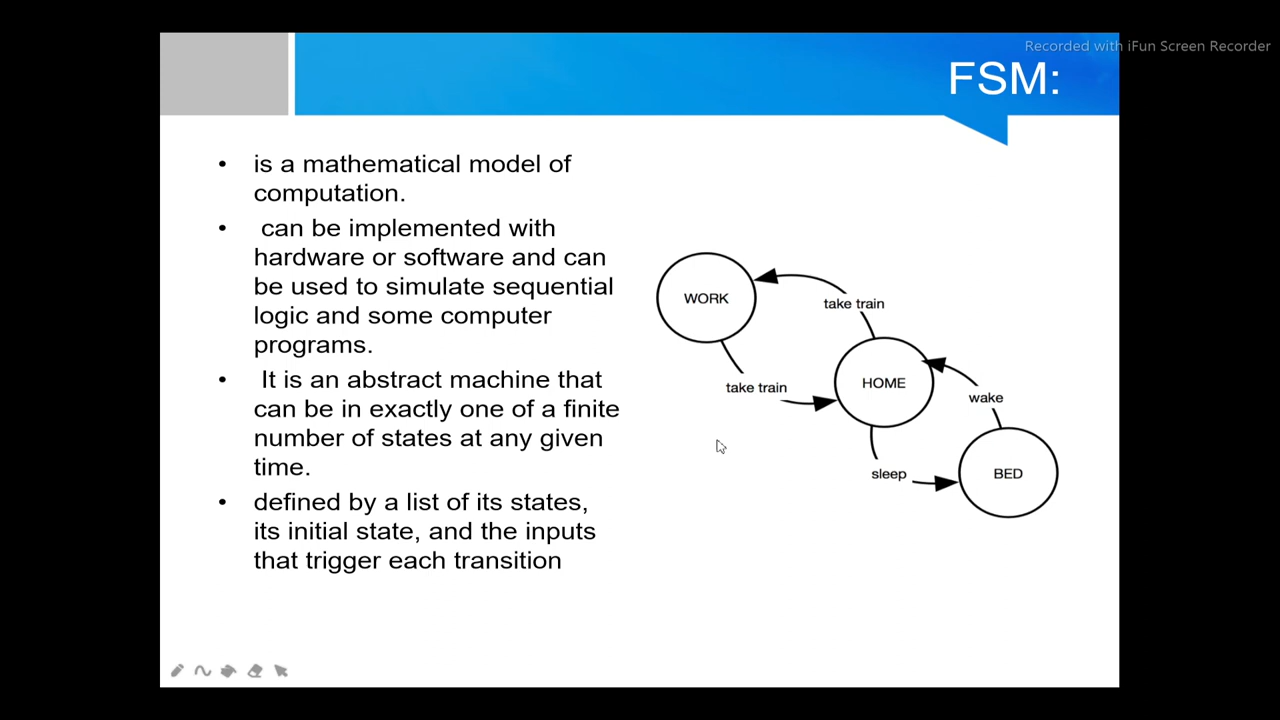 Recorded with iFun Screen Recorder
FSM:
• is a mathematical model of
computation.
• can be implemented with
hardware or software and can
be used to simulate sequential
logic and some computer
programs.
• It is an abstract machine that
can be in exactly one of a finite
number of states at any given
time.
• defined by a list of its states,
its initial state, and the inputs
that trigger each transition
WORK
take train
take train
HOME
wake
sleep
BED